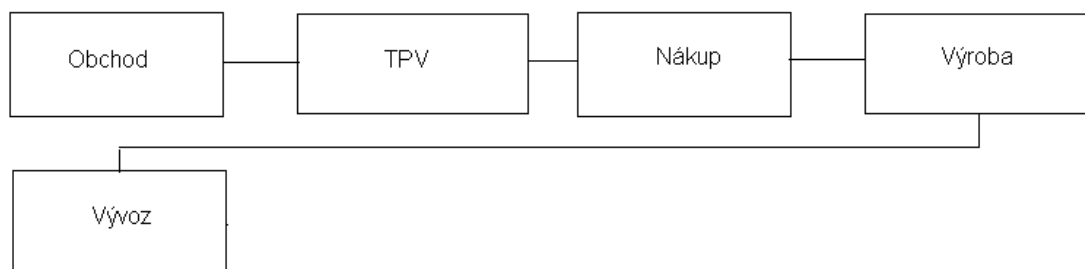 Obchod
TPV
Nákup
Výroba
Vývoz